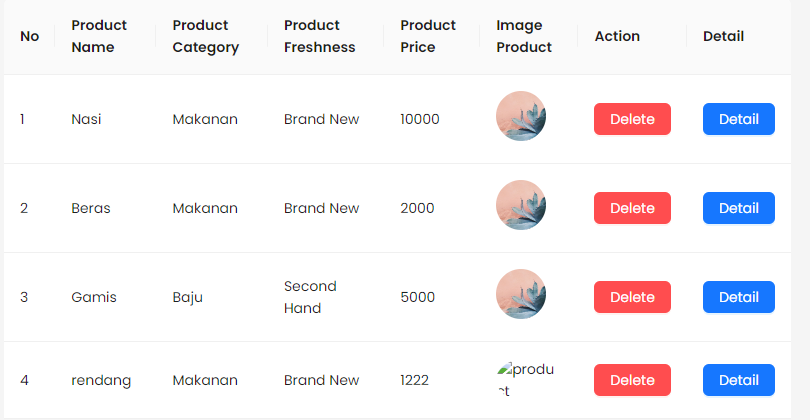 No Product Name Product Category Product Freshness Product Price Image Product Action Detail
1 Nasi Makanan Brand New 10000 Delete Detail
2 Beras Makanan Brand New 2000 Delete Detail
3 Gamis Baju Second Hand 5000 Delete Detail
4 rendang Makanan Brand New 1222 product Delete Detail